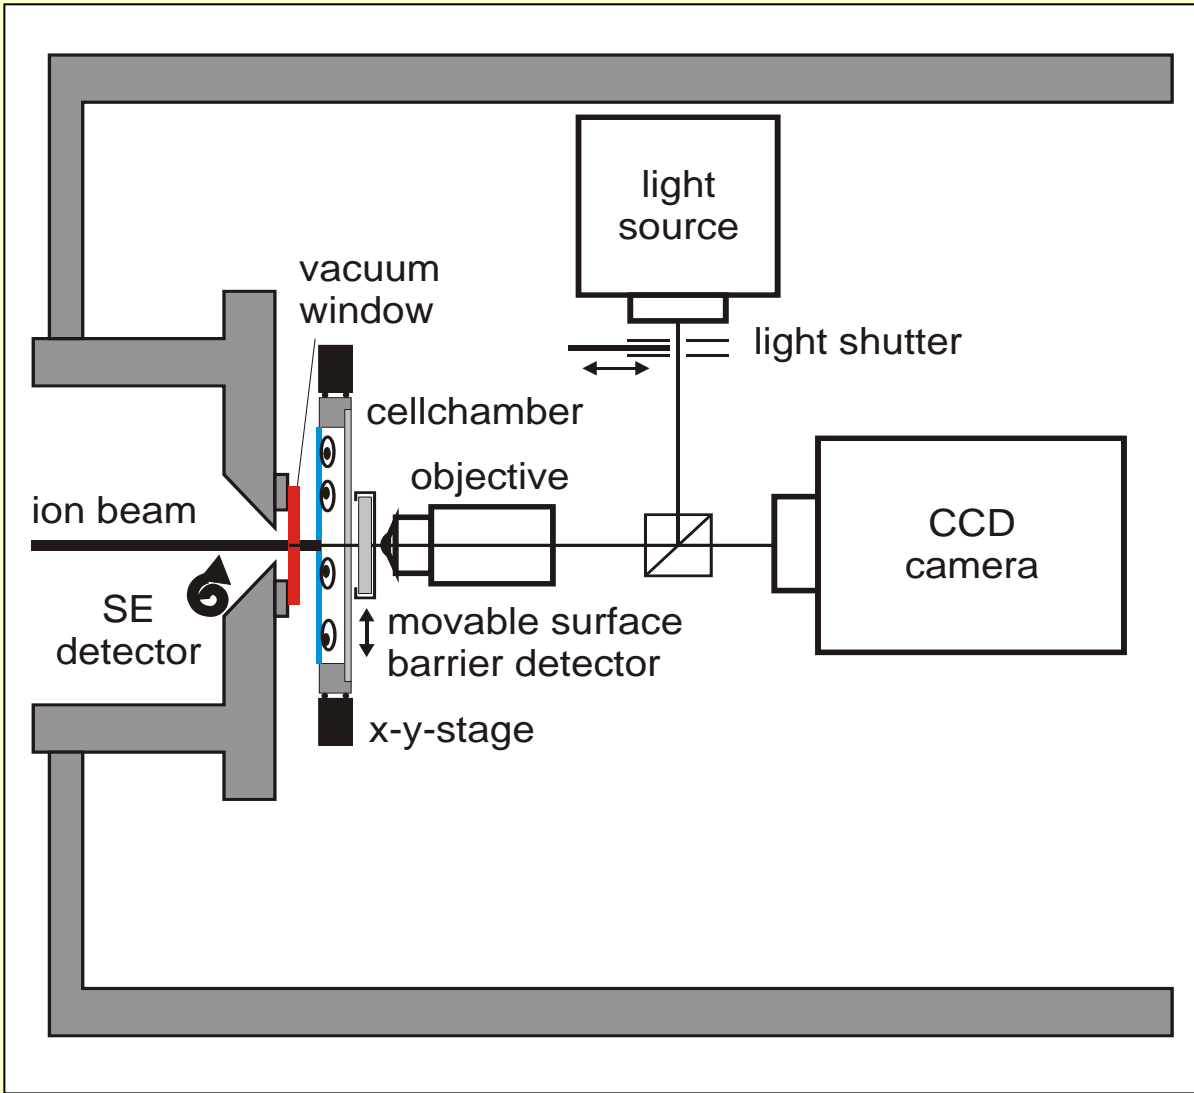 light
source
vacuum
window
light shutter
cellchamber
objective
ion beam
CCD
camera
SE
detector
movable surface
barrier detector
x-y-stage